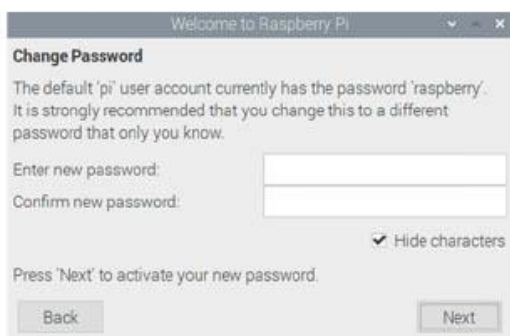 Welcome to Raspberry Pi
Change Password
The default 'pi' user account currently has the password 'raspberry'.
It is strongly recommended that you change this to a different
password that only you know.
Enter new password:
Confirm new password:
Hide characters
Press 'Next' to activate your new password.
Back
Next